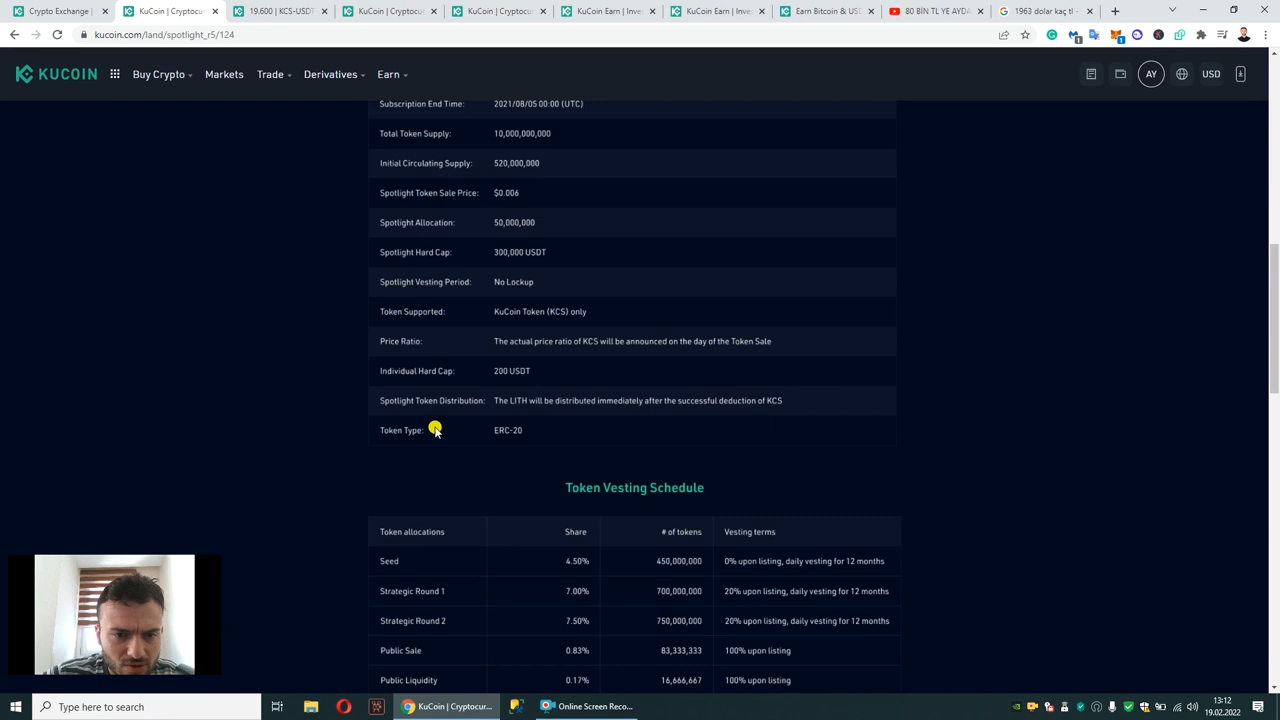 Crypto Exchange |
KuCoin | Cryptocur
19.600 | KCS-USDT
KuCoin | Cryptocur
KuCoin | Cryptocur
KuCoin Earn | Inves
KuCoin Earn | Inves
Earn Bitcoin & USD
80 BİN TL YE AYDA
1963 dolar kaçtl
kucoin.com/land/spotlight_r5/124
KUCOIN
Buy Crypto
Markets
Trade
Derivatives
Earn
AY
USD
Subscription End Time: 2021/08/05 00:00 (UTC)
Total Token Supply: 10,000,000,000
Initial Circulating Supply: 520,000,000
Spotlight Token Sale Price: $0.006
Spotlight Allocation: 50,000,000
Spotlight Hard Cap: 300,000 USDT
Spotlight Vesting Period: No Lockup
Token Supported: KuCoin Token (KCS) only
Price Ratio: The actual price ratio of KCS will be announced on the day of the Token Sale
Individual Hard Cap: 200 USDT
Spotlight Token Distribution: The LITH will be distributed immediately after the successful deduction of KCS
Token Type: ERC-20
Token Vesting Schedule
Token allocations Share # of tokens Vesting terms
Seed 4.50% 450,000,000 0% upon listing, daily vesting for 12 months
Strategic Round 1 7.00% 700,000,000 20% upon listing, daily vesting for 12 months
Strategic Round 2 7.50% 750,000,000 20% upon listing, daily vesting for 12 months
Public Sale 0.83% 83,333,333 100% upon listing
Public Liquidity 0.17% 16,666,667 100% upon listing
Type here to search
KuCoin | Cryptocur...
Online Screen Reco...
13:12
19.02.2022